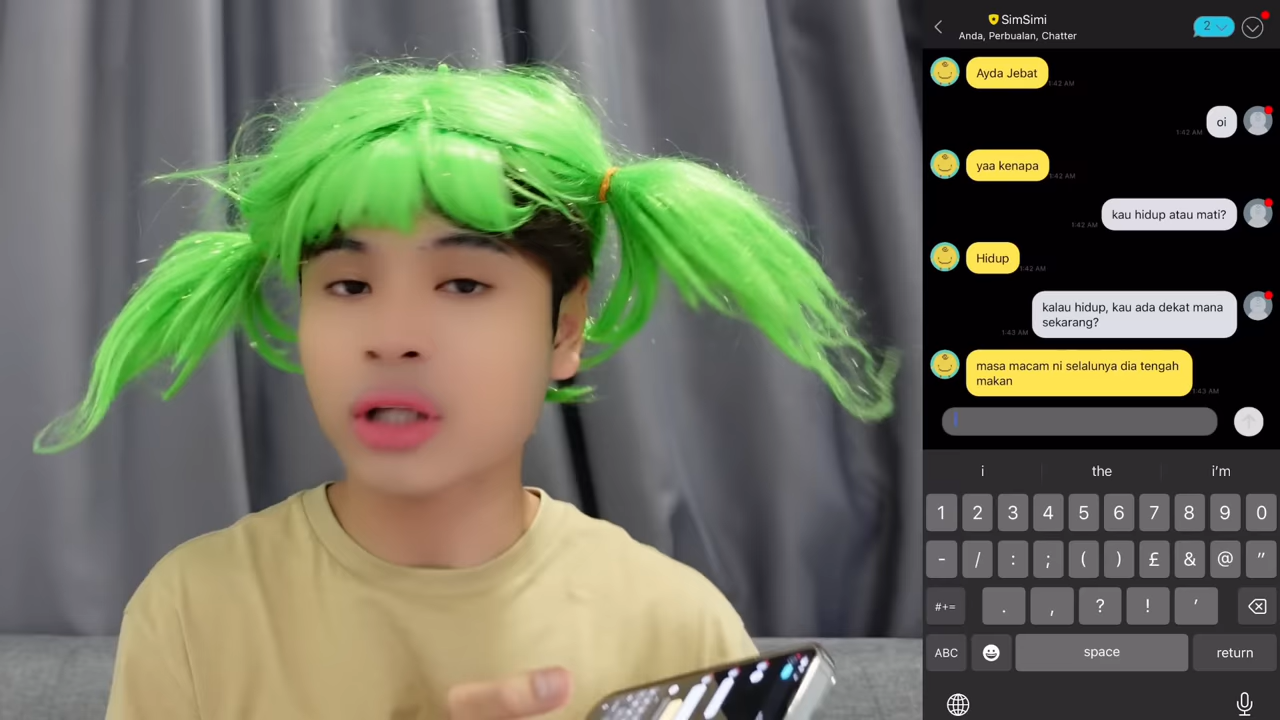 SimSimi
Anda, Perbualan, Chatter
2
Ayda Jebat
1:42 AM
oi
1:42 AM
yaa kenapa
1:42 AM
kau hidup atau mati?
1:42 AM
Hidup
1:42 AM
kalau hidup, kau ada dekat mana
sekarang?
1:43 AM
masa macam ni selalunya dia tengah
makan
1:43 AM
i the i'm
1 2 3 4 5 6 7 8 9 0
- / : ; ( ) £ & @ "
#+= . , ? ! '
ABC space return